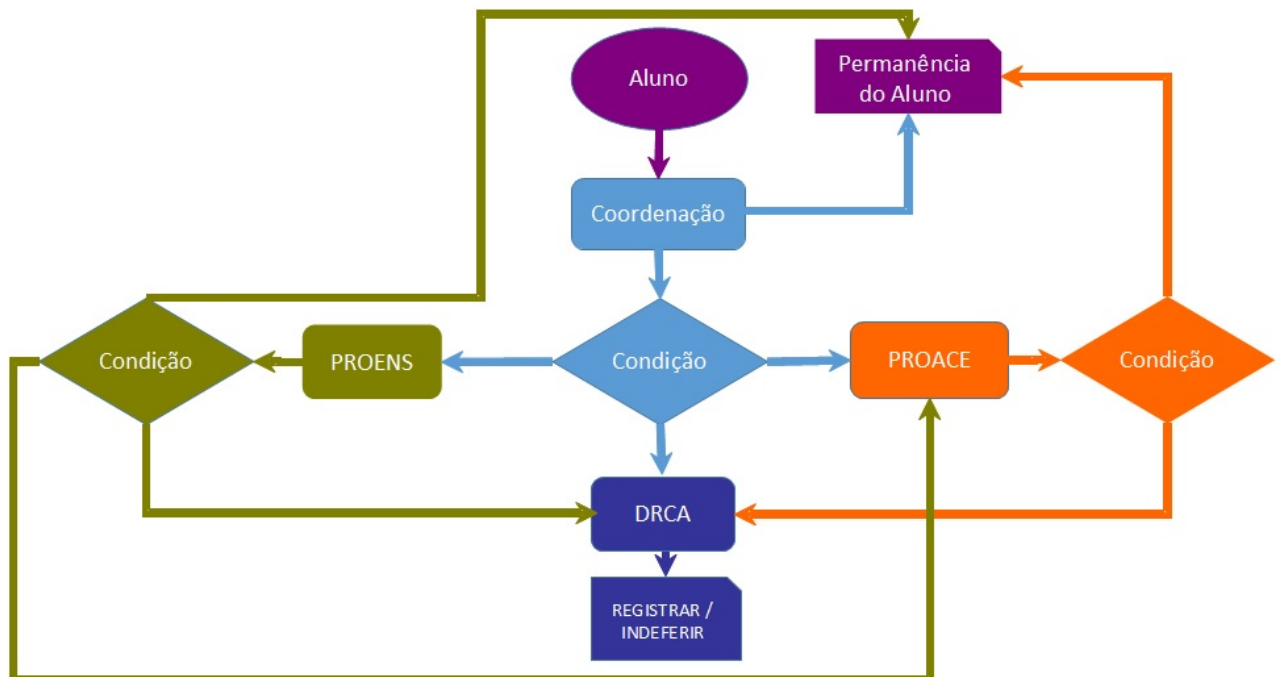 Aluno
Permanência
do Aluno
Coordenação
Condição
PROENS
Condição
PROACE
Condição
DRCA
REGISTRAR /
INDEFERIR